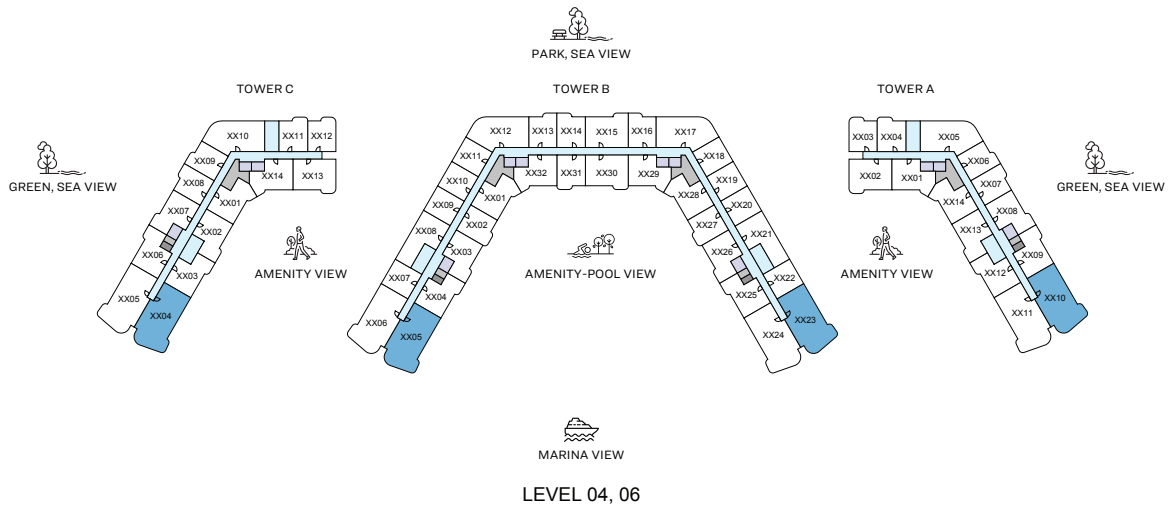 PARK, SEA VIEW
TOWER C
TOWER B
TOWER A
GREEN, SEA VIEW
XX10
XX11
XX12
XX09
XX08
XX07
XX06
XX05
XX04
XX03
XX02
XX01
XX14
XX13
AMENITY VIEW
XX12
XX13
XX14
XX15
XX16
XX17
XX11
XX10
XX09
XX08
XX07
XX06
XX05
XX04
XX03
XX02
XX01
XX32
XX31
XX30
XX29
XX28
XX27
XX26
XX25
XX24
XX23
XX22
XX21
XX20
XX19
XX18
AMENITY-POOL VIEW
AMENITY VIEW
XX03
XX04
XX05
XX06
XX07
XX08
XX09
XX10
XX11
XX12
XX13
XX14
XX01
XX02
GREEN, SEA VIEW
MARINA VIEW
LEVEL 04, 06